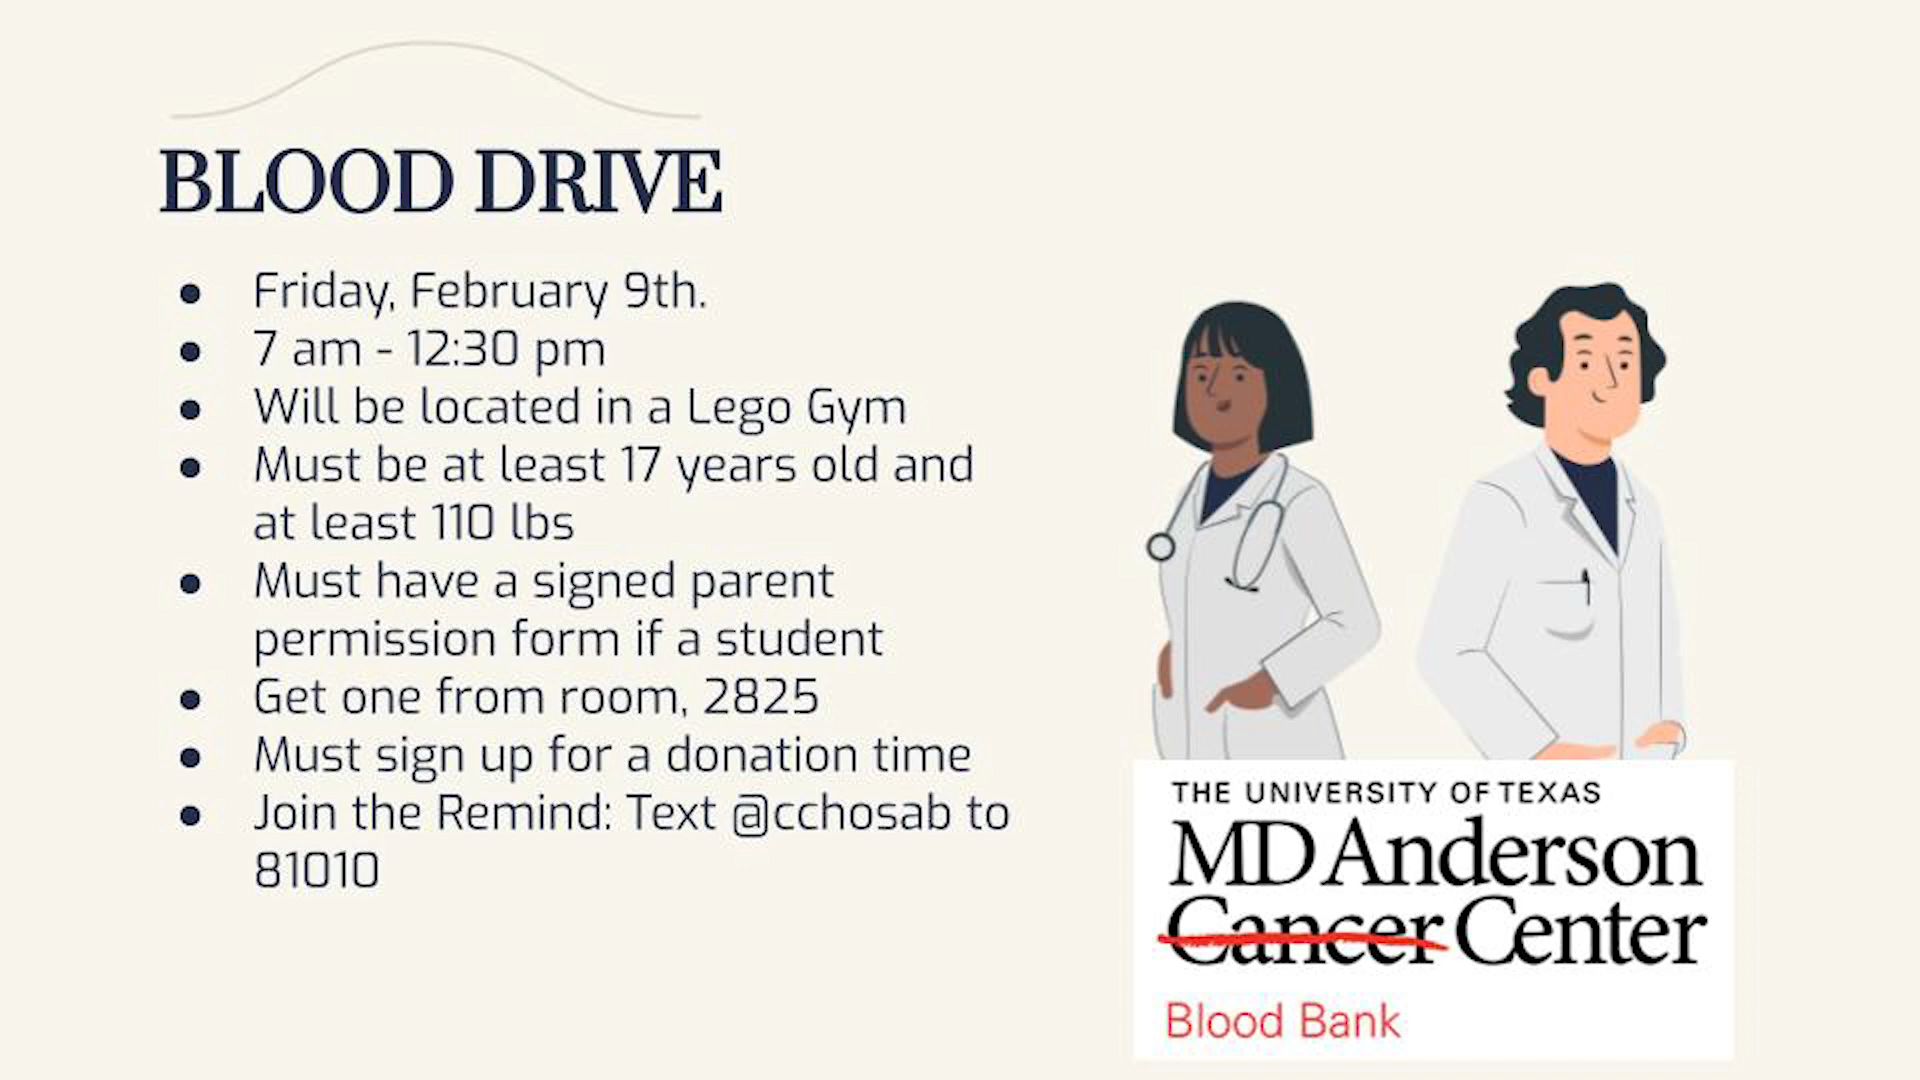 BLOOD DRIVE
● Friday, February 9th.
● 7 am - 12:30 pm
● Will be located in a Lego Gym
● Must be at least 17 years old and
at least 110 lbs
● Must have a signed parent
permission form if a student
● Get one from room, 2825
● Must sign up for a donation time
● Join the Remind: Text @cchosab to
81010
THE UNIVERSITY OF TEXAS
MD Anderson
Cancer Center
Blood Bank